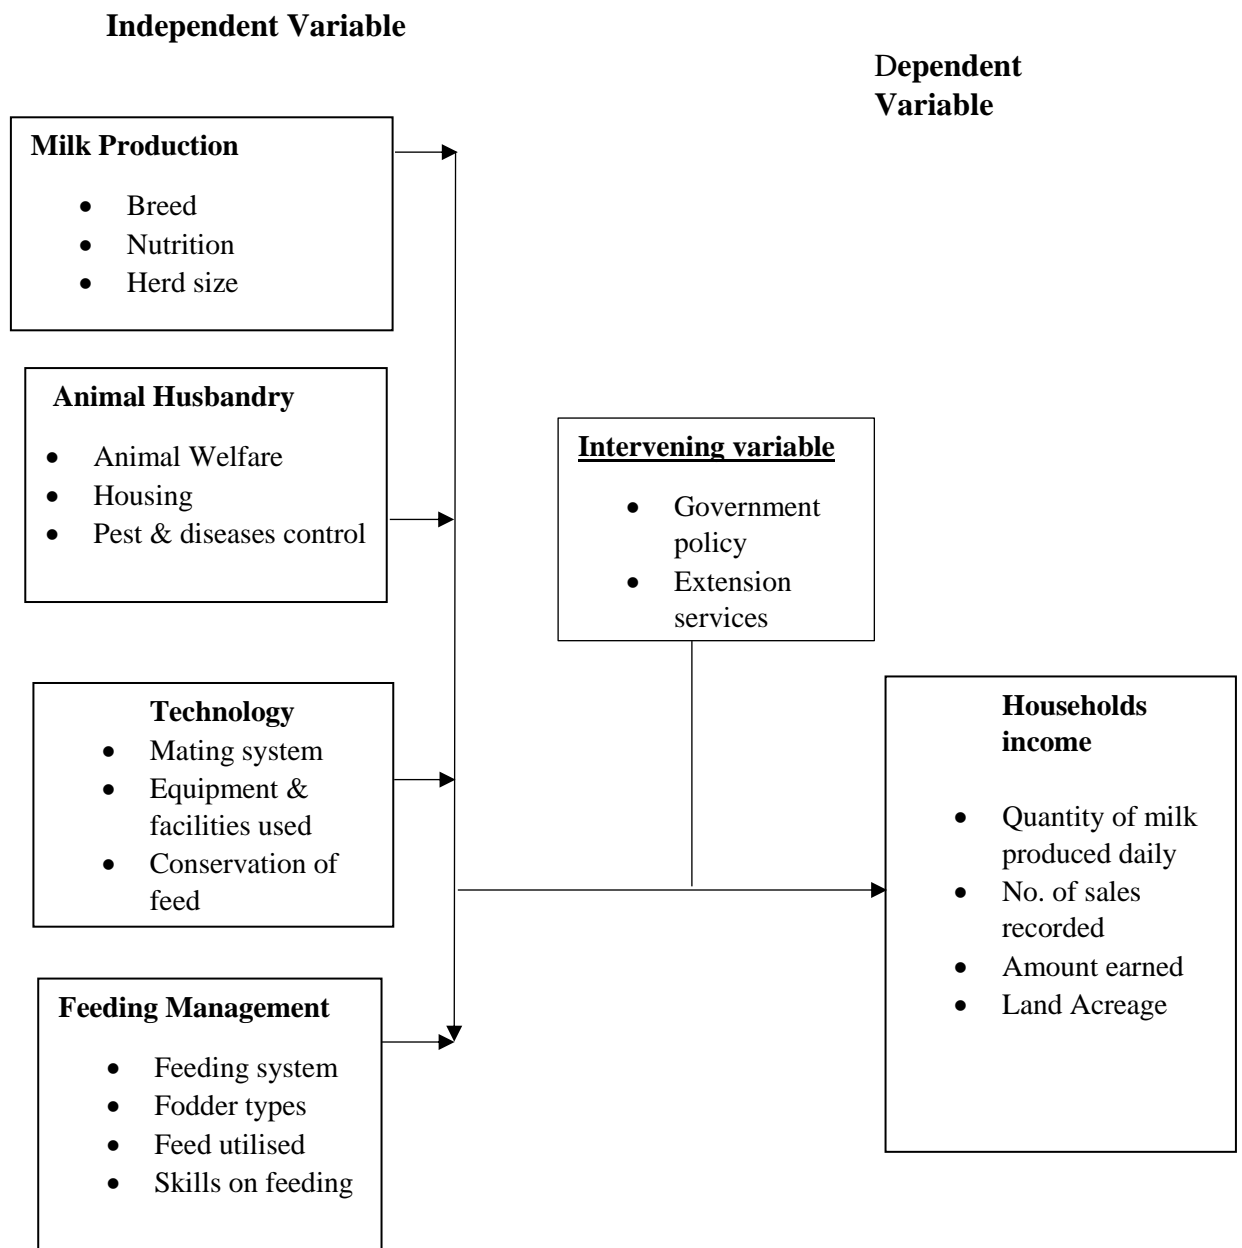 Independent Variable
Dependent
Variable
Milk Production
• Breed
• Nutrition
• Herd size
Animal Husbandry
• Animal Welfare
• Housing
• Pest & diseases control
Intervening variable
• Government
policy
• Extension
services
Technology
• Mating system
• Equipment &
facilities used
• Conservation of
feed
Households
income
• Quantity of milk
produced daily
• No. of sales
recorded
• Amount earned
• Land Acreage
Feeding Management
• Feeding system
• Fodder types
• Feed utilised
• Skills on feeding